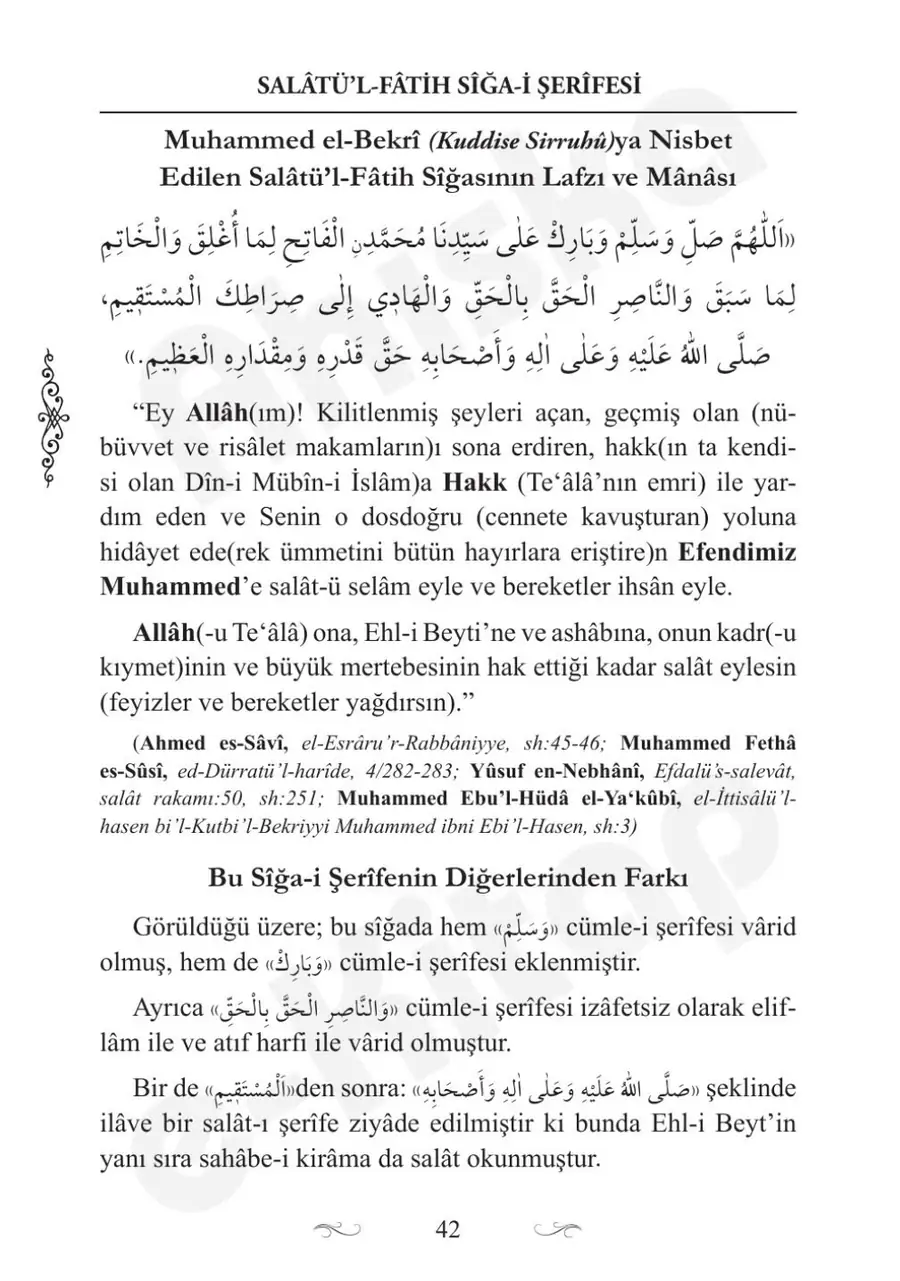 SALÂTÜ’L-FÂTİH SÎĞA-İ ŞERÎFESİ
Muhammed el-Bekrî (Kuddise Sirruhû)ya Nisbet
Edilen Salâtü’l-Fâtih Sîğasının Lafzı ve Mânâsı
«اَللّٰهُمَّ صَلِّ وَسَلِّمْ وَبَارِكْ عَلٰى سَيِّدِنَا مُحَمَّدِنِ الْفَاتِحِ لِمَا أُغْلِقَ وَالْخَاتِمِ
لِمَا سَبَقَ وَالنَّاصِرِ الْحَقَّ بِالْحَقِّ وَالْهَادِي إِلٰى صِرَاطِكَ الْمُسْتَقِيمِ،
صَلَّى اللهُ عَلَيْهِ وَعَلٰى اٰلِهِ وَأَصْحَابِهِ حَقَّ قَدْرِهِ وَمِقْدَارِهِ الْعَظِيمِ.»
“Ey Allâh(ım)! Kilitlenmiş şeyleri açan, geçmiş olan (nü-
büvvet ve risâlet makamların)ı sona erdiren, hakk(ın ta kendi-
si olan Dîn-i Mübîn-i İslâm)a Hakk (Te‘âlâ’nın emri) ile yar-
dım eden ve Senin o dosdoğru (cennete kavuşturan) yoluna
hidâyet ede(rek ümmetini bütün hayırlara eriştire)n Efendimiz
Muhammed’e salât-ü selâm eyle ve bereketler ihsân eyle.
Allâh(-u Te‘âlâ) ona, Ehl-i Beyti’ne ve ashâbına, onun kadr(-u
kıymet)inin ve büyük mertebesinin hak ettiği kadar salât eylesin
(feyizler ve bereketler yağdırsın).”
(Ahmed es-Sâvî, el-Esrâru’r-Rabbâniyye, sh:45-46; Muhammed Fethâ
es-Sûsî, ed-Dürratü’l-harîde, 4/282-283; Yûsuf en-Nebhânî, Efdalü’s-salevât,
salât rakamı:50, sh:251; Muhammed Ebu’l-Hüdâ el-Ya‘kûbî, el-İttisâlü’l-
hasen bi’l-Kutbi’l-Bekriyyi Muhammed ibni Ebi’l-Hasen, sh:3)
Bu Sîğa-i Şerîfenin Diğerlerinden Farkı
Görüldüğü üzere; bu sîğada hem «وَسَلِّمْ» cümle-i şerîfesi vârid
olmuş, hem de «وَبَارِكْ» cümle-i şerîfesi eklenmiştir.
Ayrıca «وَالنَّاصِرِ الْحَقَّ بِالْحَقِّ» cümle-i şerîfesi izâfetsiz olarak elif-
lâm ile ve atıf harfi ile vârid olmuştur.
Bir de «اَلْمُسْتَقِيمِ»den sonra: «صَلَّى اللهُ عَلَيْهِ وَعَلٰى اٰلِهِ وَأَصْحَابِهِ» şeklinde
ilâve bir salât-ı şerîfe ziyâde edilmiştir ki bunda Ehl-i Beyt’in
yanı sıra sahâbe-i kirâma da salât okunmuştur.
42
Ahıska
e-Kitap